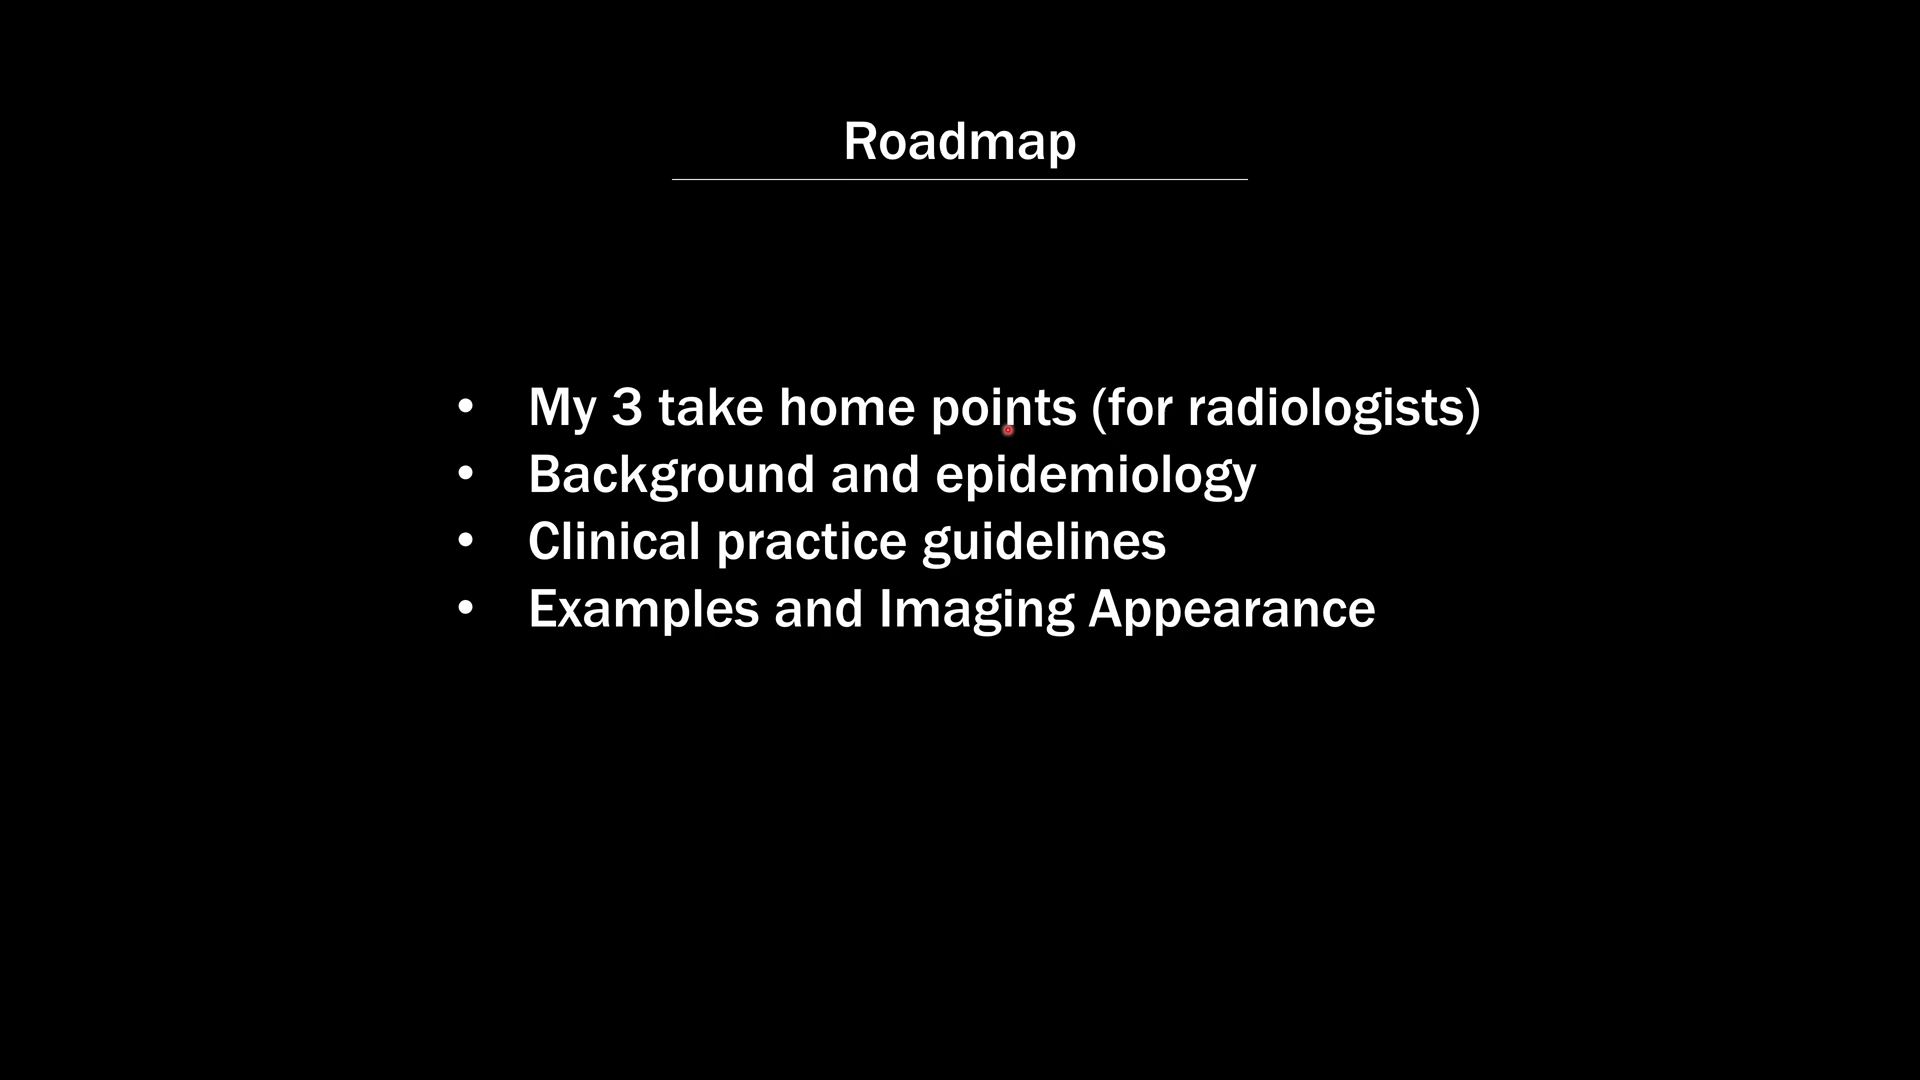 Roadmap
• My 3 take home points (for radiologists)
• Background and epidemiology
• Clinical practice guidelines
• Examples and Imaging Appearance